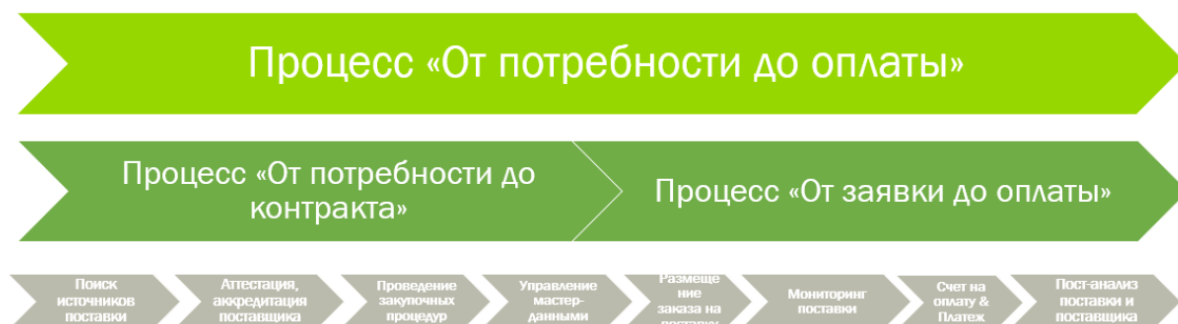 Процесс «От потребности до оплаты»
Процесс «От потребности до
контракта»
Процесс «От заявки до оплаты»
Поиск
источников
поставки
Аттестация,
аккредитация
поставщика
Проведение
закупочных
процедур
Управление
мастер-
данными
Размеще
ние
заказа на
поставку
Мониторинг
поставки
Счет на
оплату &
Платеж
Пост-анализ
поставки и
поставщика